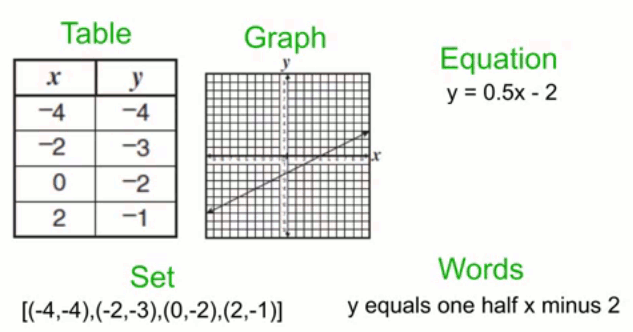 Table
x y
−4 −4
−2 −3
0 −2
2 −1
Graph
y
x
Equation
y = 0.5x - 2
Set
[(-4,-4),(-2,-3),(0,-2),(2,-1)]
Words
y equals one half x minus 2